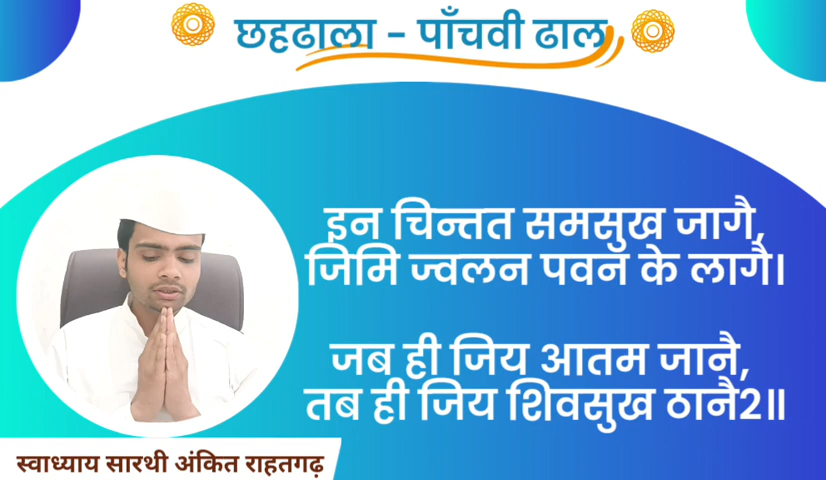 छहढाला - पाँचवी ढाल
इन चिन्तत समसुख जागै,
जिमि ज्वलन पवन के लागै।
जब ही जिय आतम जानै,
तब ही जिय शिवसुख ठानै2॥
स्वाध्याय सारथी अंकित राहतगढ़